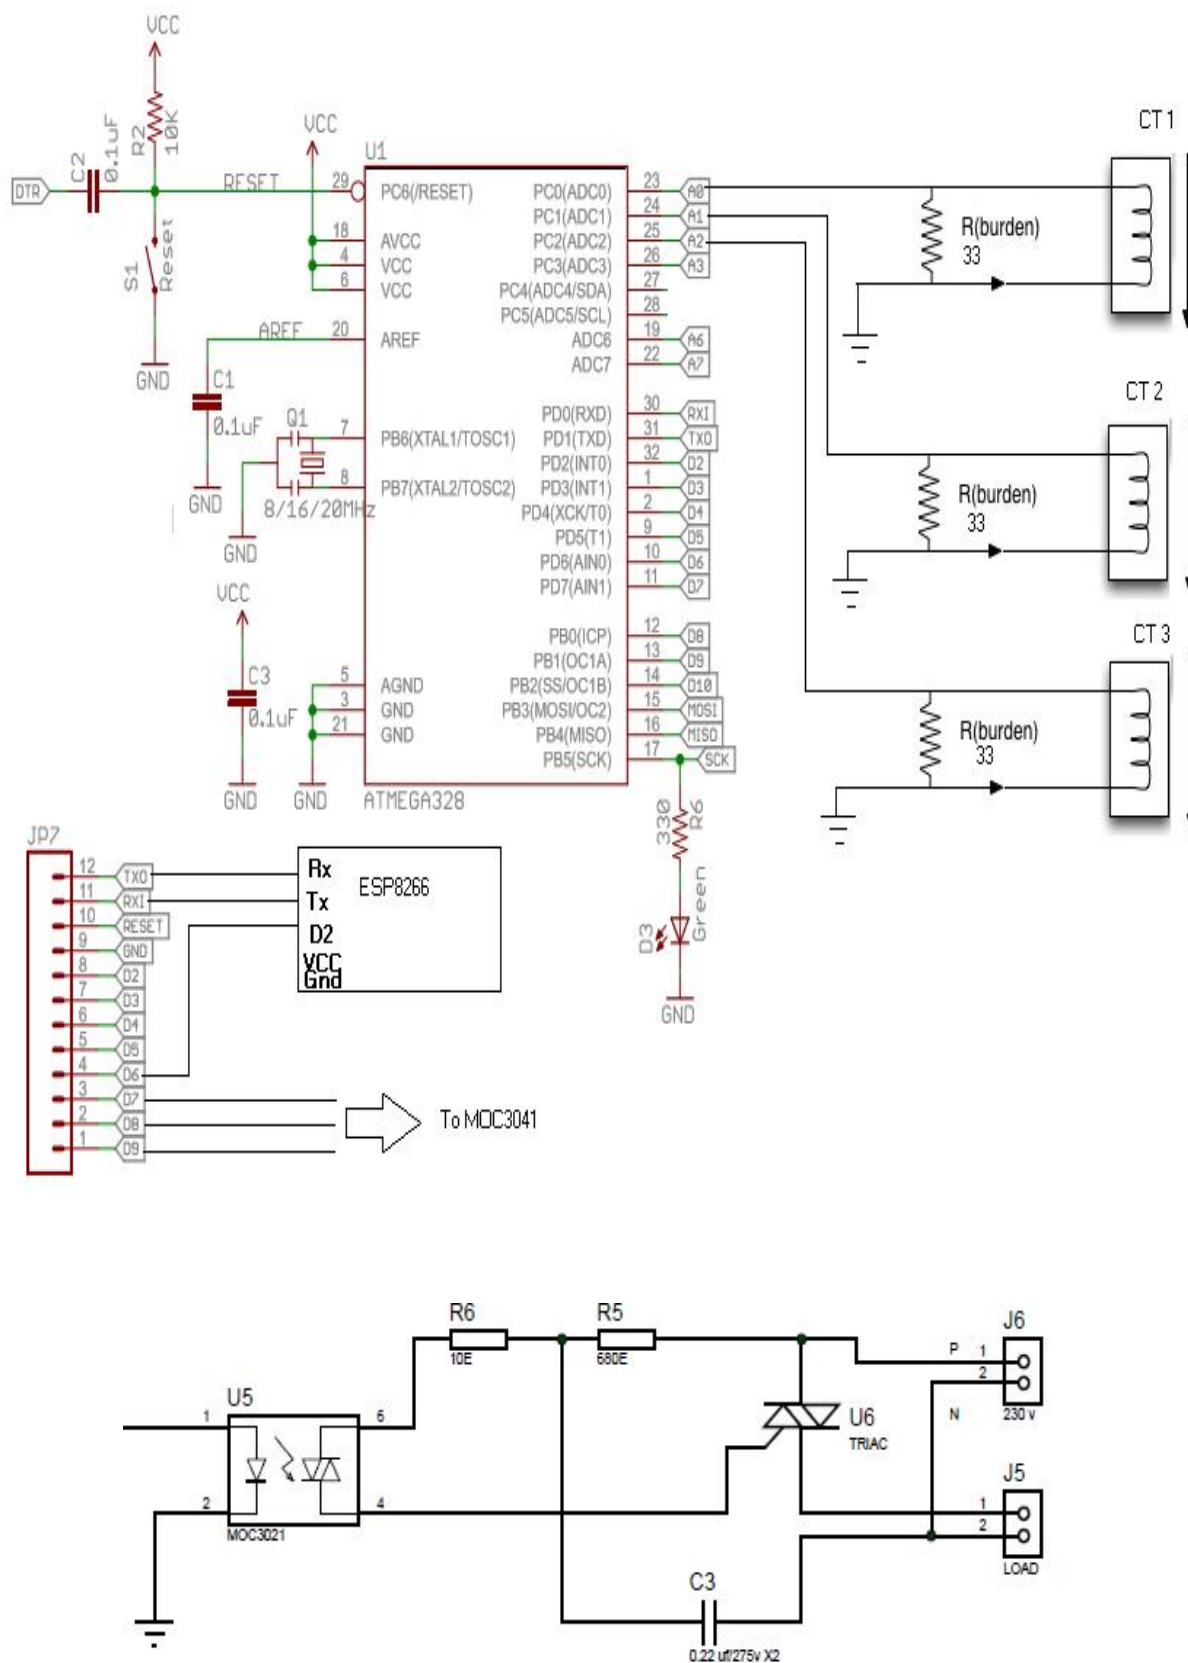 VCC
R2
10K
C2
0.1uF
DTR
RESET
S1
Reset
GND
VCC
U1
29 PC6(/RESET)
18 AVCC
4 VCC
6 VCC
AREF 20 AREF
C1
0.1uF
GND
Q1
7 PB6(XTAL1/TOSC1)
8 PB7(XTAL2/TOSC2)
8/16/20MHz
GND
VCC
C3
0.1uF
GND
5 AGND
3 GND
21 GND
GND
ATMEGA328
PC0(ADC0) 23 A0
PC1(ADC1) 24 A1
PC2(ADC2) 25 A2
PC3(ADC3) 26 A3
PC4(ADC4/SDA) 27
PC5(ADC5/SCL) 28
ADC6 19 A6
ADC7 22 A7
PD0(RXD) 30 RXI
PD1(TXD) 31 TXO
PD2(INT0) 32 D2
PD3(INT1) 1 D3
PD4(XCK/T0) 2 D4
PD5(T1) 9 D5
PD6(AIN0) 10 D6
PD7(AIN1) 11 D7
PB0(ICP) 12 D8
PB1(OC1A) 13 D9
PB2(SS/OC1B) 14 D10
PB3(MOSI/OC2) 15 MOSI
PB4(MISO) 16 MISO
PB5(SCK) 17 SCK
330
R6
D3
Green
GND
CT 1
R(burden)
33
CT 2
R(burden)
33
CT 3
R(burden)
33
JP7
12 TXO
11 RXI
10 RESET
9 GND
8 D2
7 D3
6 D4
5 D5
4 D6
3 D7
2 D8
1 D9
Rx
ESP8266
Tx
D2
VCC
Gnd
To MOC3041
R6
10E
R5
680E
J6
P 1
2
N
230 v
U5
1
2
6
4
MOC3021
U6
TRIAC
J5
1
2
LOAD
C3
0.22 uf/275v X2